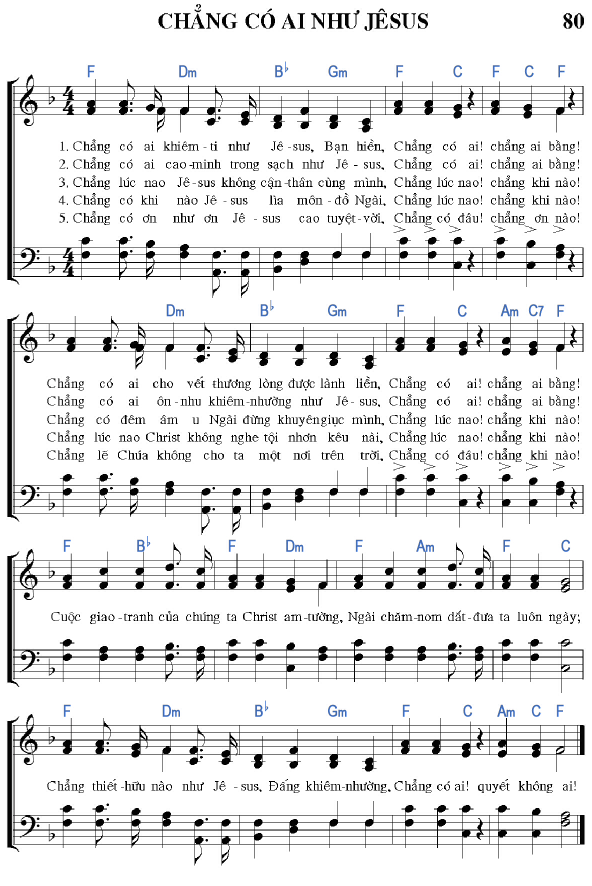 CHẲNG CÓ AI NHƯ JÊSUS 80
F Dm B♭ Gm F C F C F
1. Chẳng có ai khiêm-ti như Jê-sus, Bạn hiền, Chẳng có ai! chẳng ai bằng!
2. Chẳng có ai cao-minh trong sạch như Jê-sus, Chẳng có ai! chẳng ai bằng!
3. Chẳng lúc nao Jê-sus không cận-thân cùng mình, Chẳng lúc nao! chẳng khi nào!
4. Chẳng có khi nào Jê-sus lìa môn-đồ Ngài, Chẳng lúc nao! chẳng khi nào!
5. Chẳng có ơn như ơn Jê-sus cao tuyệt-vời, Chẳng có đâu! chẳng ơn nào!
Dm B♭ Gm F C Am C7 F
Chẳng có ai cho vết thương lòng được lành liền, Chẳng có ai! chẳng ai bằng!
Chẳng có ai ôn-nhu khiêm-nhường như Jê-sus, Chẳng có ai! chẳng ai bằng!
Chẳng có đêm âm u Ngài đừng khuyên giục mình, Chẳng lúc nao! chẳng khi nào!
Chẳng lúc nao Christ không nghe tội nhơn kêu nài, Chẳng lúc nao! chẳng khi nào!
Chẳng lẽ Chúa không cho ta một nơi trên trời, Chẳng có đâu! chẳng khi nào!
F B♭ F Dm F Am F C
Cuộc giao-tranh của chúng ta Christ am-tường, Ngài chăm-nom dắt-đưa ta luôn ngày;
F Dm B♭ Gm F C Am C F
Chẳng thiết-hữu nào như Jê-sus, Đấng khiêm-nhường, Chẳng có ai! quyết không ai!